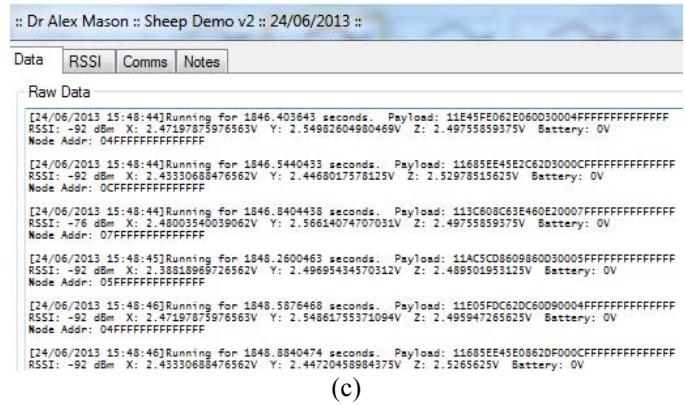 :: Dr Alex Mason :: Sheep Demo v2 :: 24/06/2013 ::
Data RSSI Comms Notes
Raw Data
[24/06/2013 15:48:44]Running for 1846.403643 seconds. Payload: 11E45FE062E060D30004FFFFFFFFFFFFFF
RSSI: -92 dBm X: 2.47197875976563V Y: 2.54982604980469V Z: 2.49755859375V Battery: 0V
Node Addr: 04FFFFFFFFFFFFFF
[24/06/2013 15:48:44]Running for 1846.5440433 seconds. Payload: 11685EE45E2C62D3000CFFFFFFFFFFFFFF
RSSI: -92 dBm X: 2.43330688476562V Y: 2.4468017578125V Z: 2.52978515625V Battery: 0V
Node Addr: 0CFFFFFFFFFFFFFF
[24/06/2013 15:48:44]Running for 1846.8404438 seconds. Payload: 113C608C63E460E20007FFFFFFFFFFFFFF
RSSI: -76 dBm X: 2.48003540039062V Y: 2.56614074707031V Z: 2.49755859375V Battery: 0V
Node Addr: 07FFFFFFFFFFFFFF
[24/06/2013 15:48:45]Running for 1848.2600463 seconds. Payload: 11AC5CD8609860D30005FFFFFFFFFFFFFF
RSSI: -92 dBm X: 2.38818969726562V Y: 2.49695434570312V Z: 2.489501953125V Battery: 0V
Node Addr: 05FFFFFFFFFFFFFF
[24/06/2013 15:48:46]Running for 1848.5876468 seconds. Payload: 11E05FDC62DC60D90004FFFFFFFFFFFFFF
RSSI: -92 dBm X: 2.47197875976563V Y: 2.54861755371094V Z: 2.495947265625V Battery: 0V
Node Addr: 04FFFFFFFFFFFFFF
[24/06/2013 15:48:46]Running for 1848.8840474 seconds. Payload: 11685EE45E0862DF000CFFFFFFFFFFFFFF
RSSI: -92 dBm X: 2.43330688476562V Y: 2.44720458984375V Z: 2.5265625V Battery: 0V
(c)